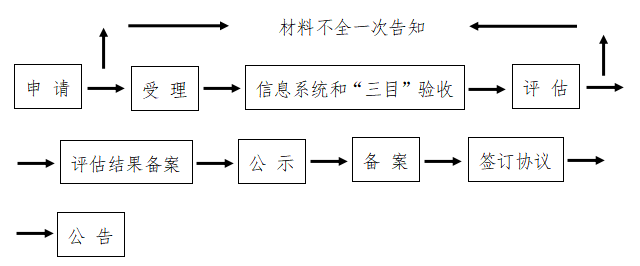 材料不全一次告知
申 请
受 理
信息系统和“三目”验收
评 估
评估结果备案
公 示
备 案
签订协议
公 告